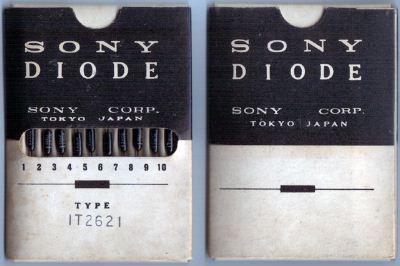 SONY
DIODE
SONY CORP.
TOKYO JAPAN
1 2 3 4 5 6 7 8 9 10
TYPE
1T2621
SONY
DIODE
SONY CORP.
TOKYO JAPAN